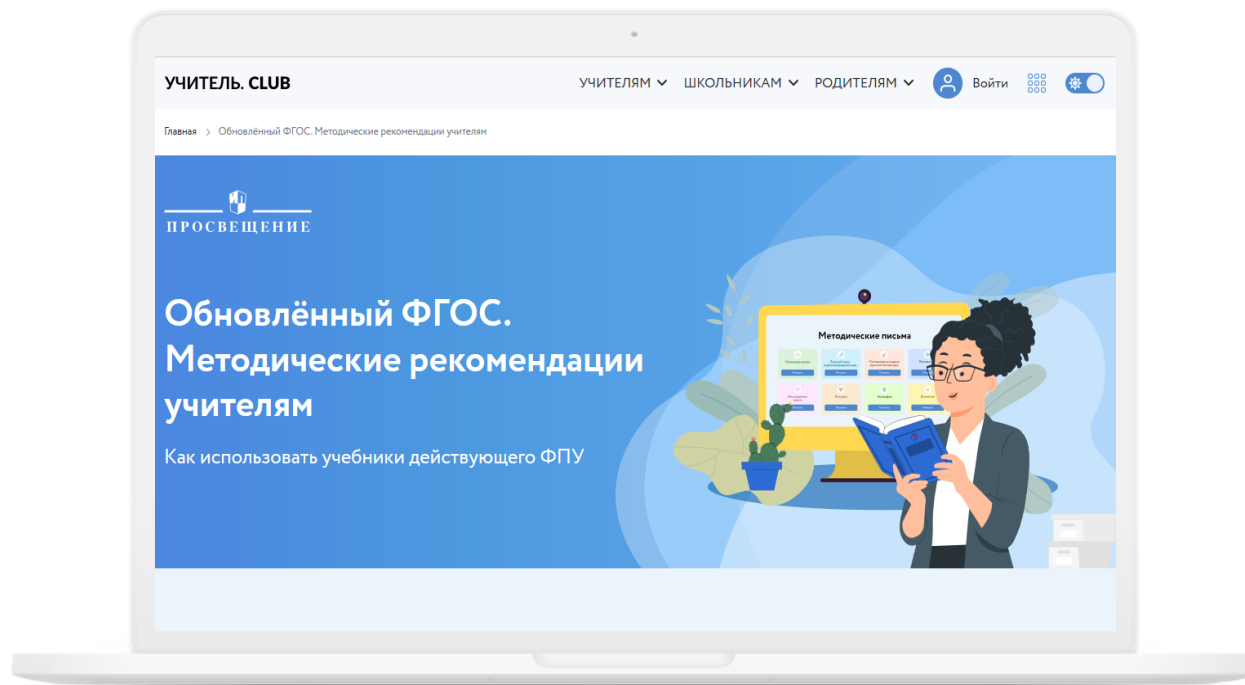 УЧИТЕЛЬ. CLUB
УЧИТЕЛЯМ
ШКОЛЬНИКАМ
РОДИТЕЛЯМ
Войти
Главная > Обновлённый ФГОС. Методические рекомендации учителям
ПРОСВЕЩЕНИЕ
Обновлённый ФГОС.
Методические рекомендации
учителям
Как использовать учебники действующего ФПУ
Методические письма